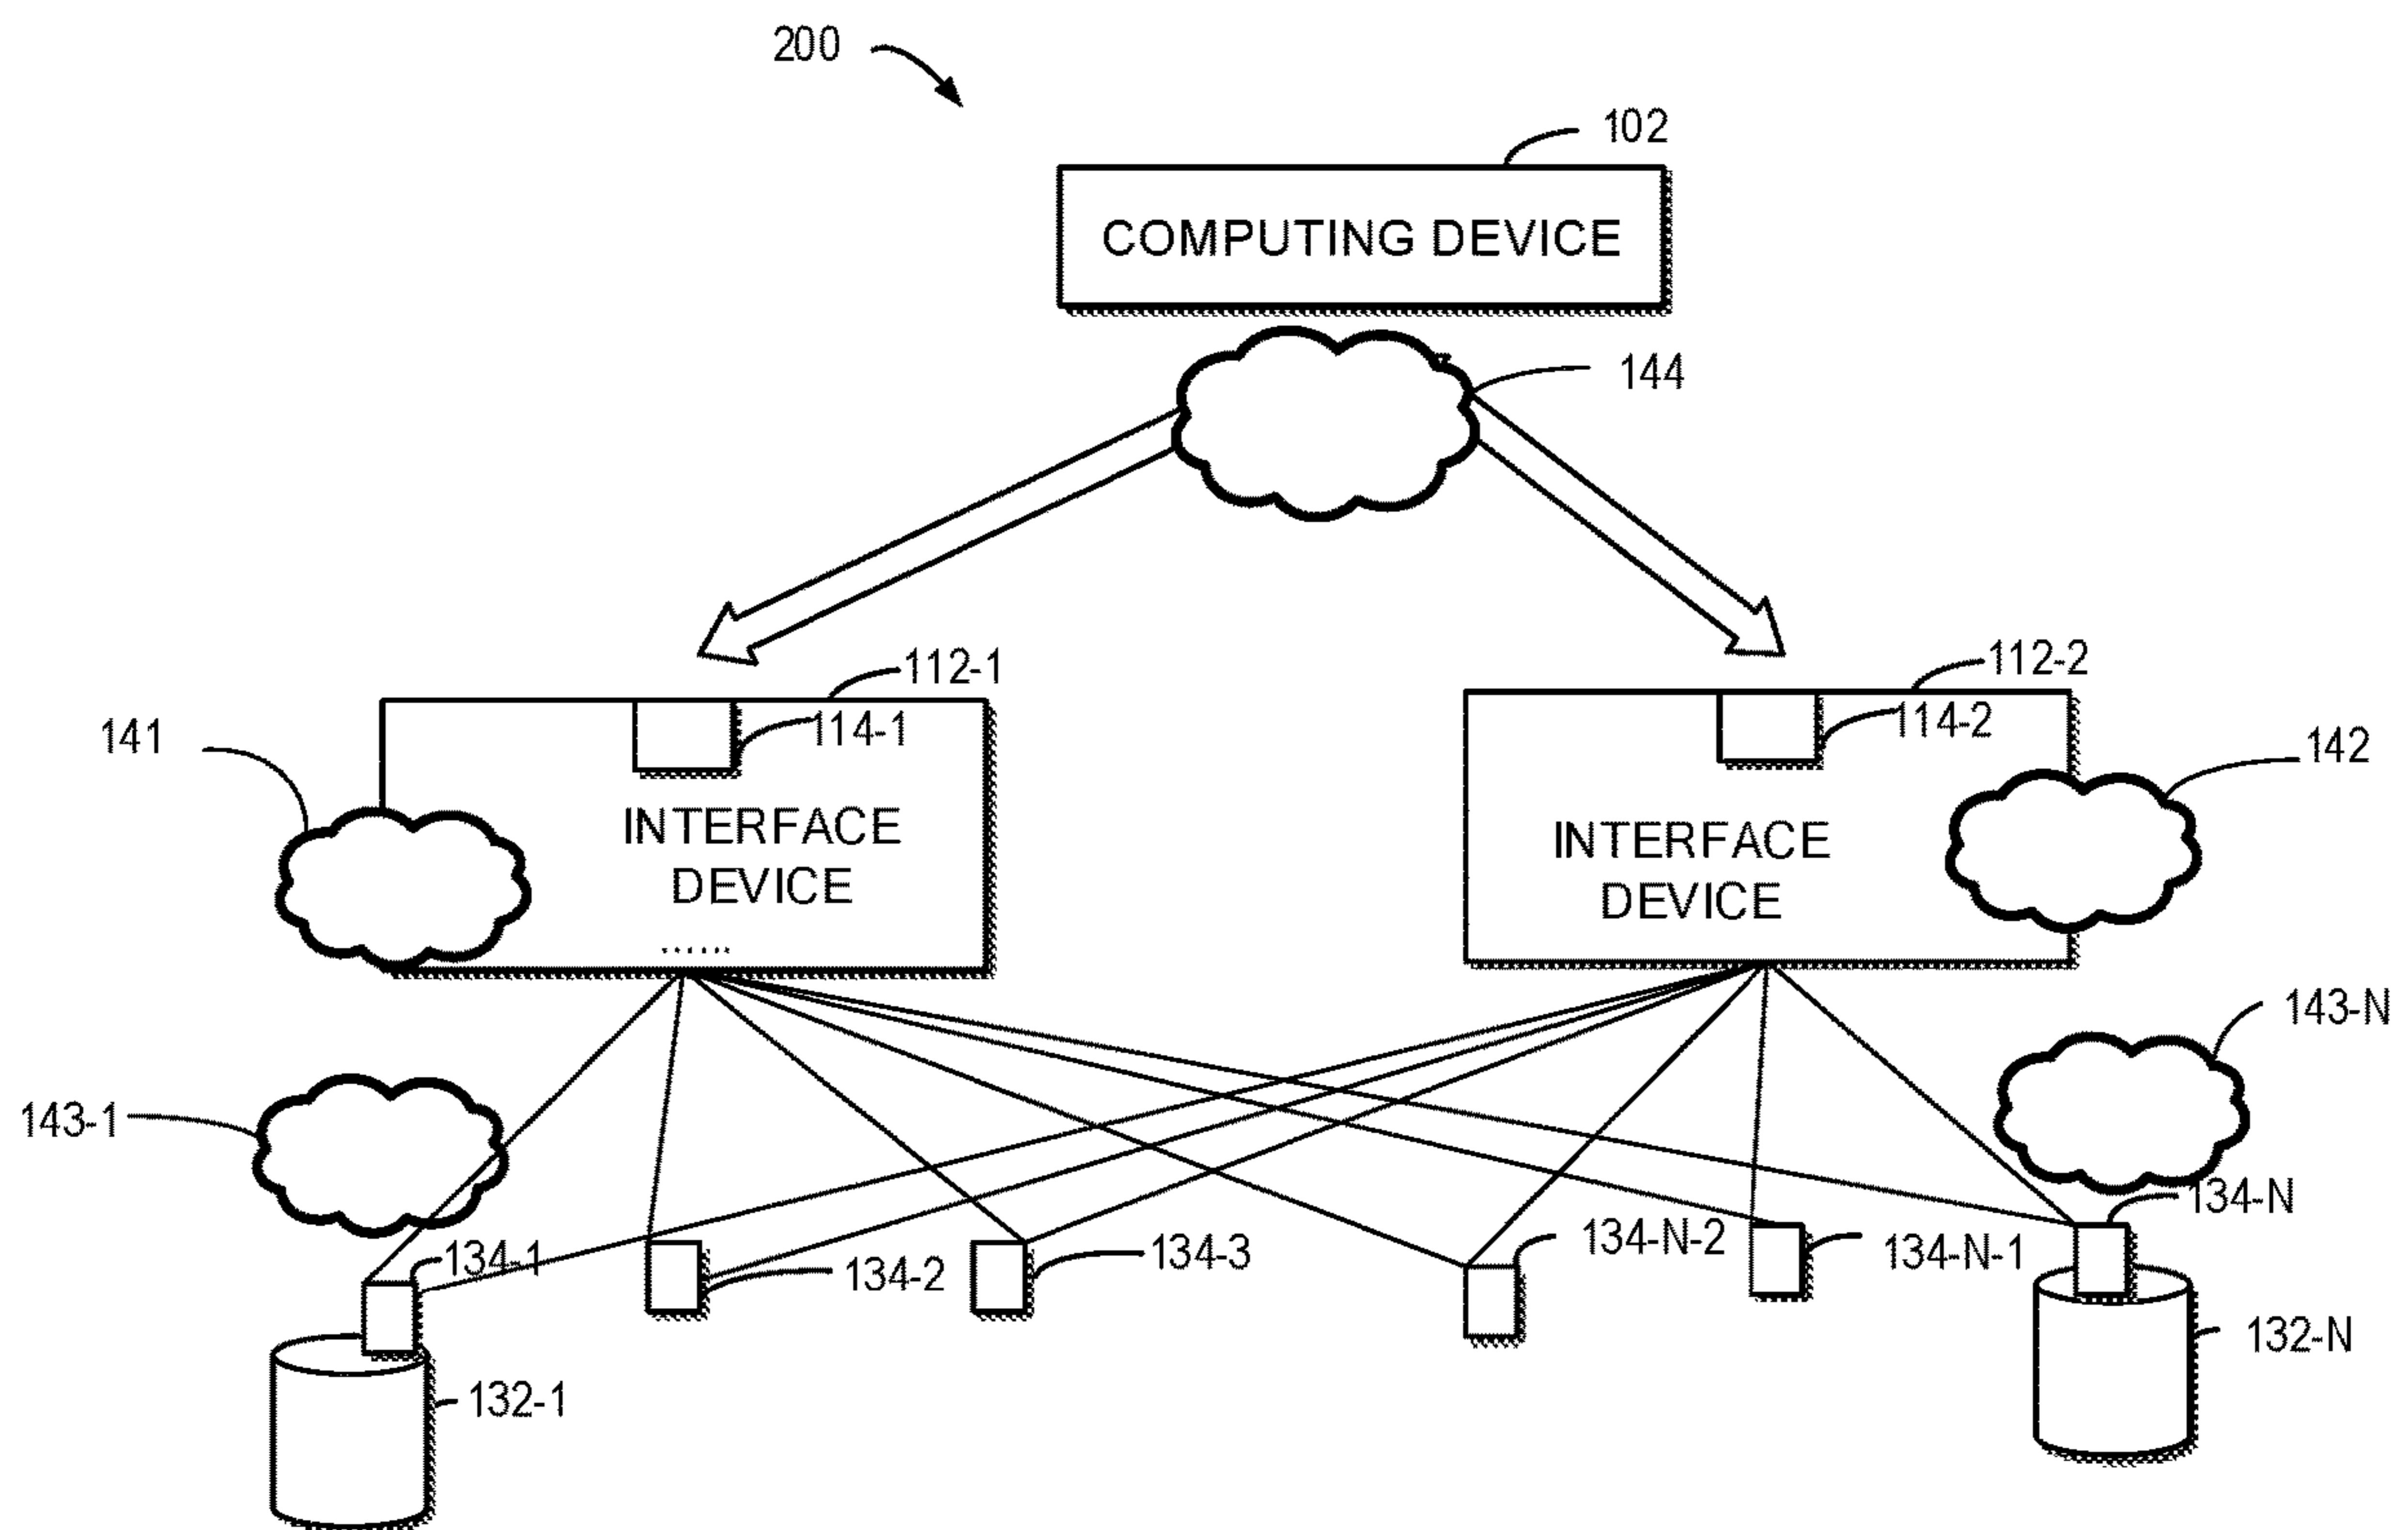 200
102
COMPUTING DEVICE
144
112-1
112-2
141
114-1
114-2
142
INTERFACE
DEVICE
......
INTERFACE
DEVICE
143-N
143-1
134-N
134-1
134-2
134-3
134-N-2
134-N-1
132-1
132-N